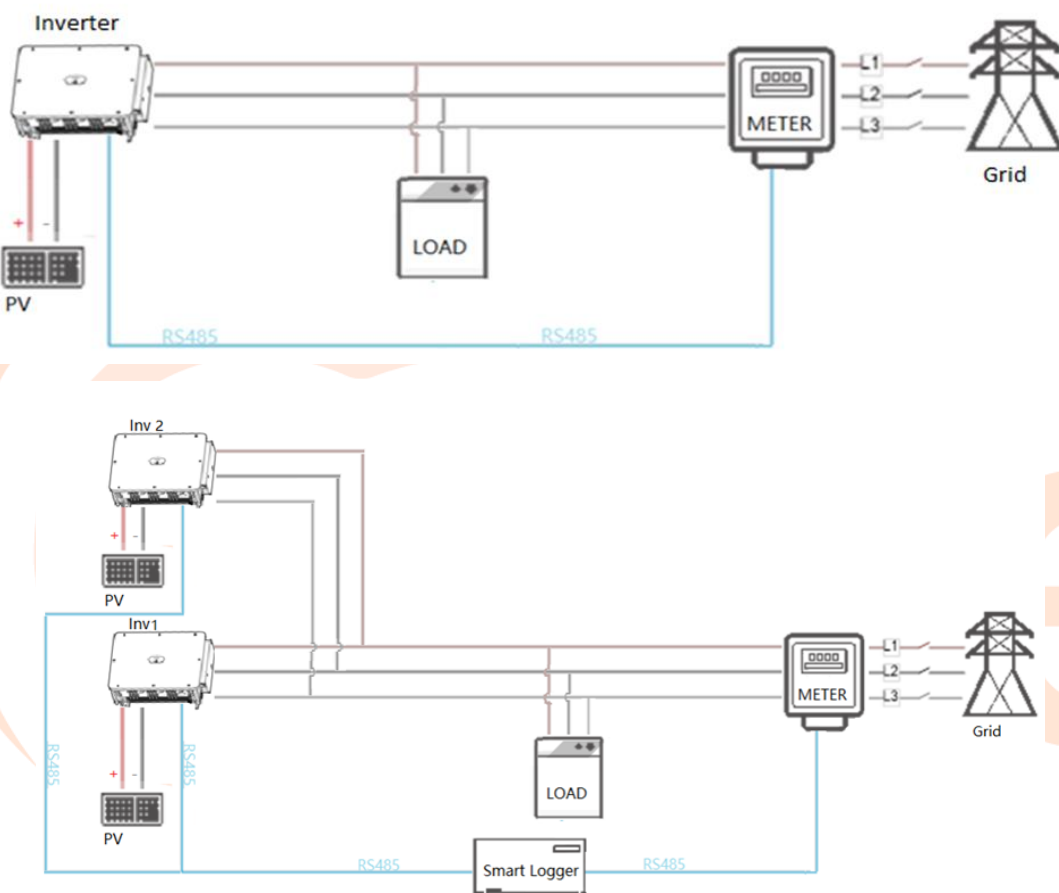 Inverter
L1
L2
METER
L3
Grid
+ -
LOAD
PV
RS485 RS485
Inv 2
+ -
PV
Inv1
L1
L2
METER
L3
Grid
RS485 RS485
+ -
LOAD
PV
RS485 Smart Logger RS485